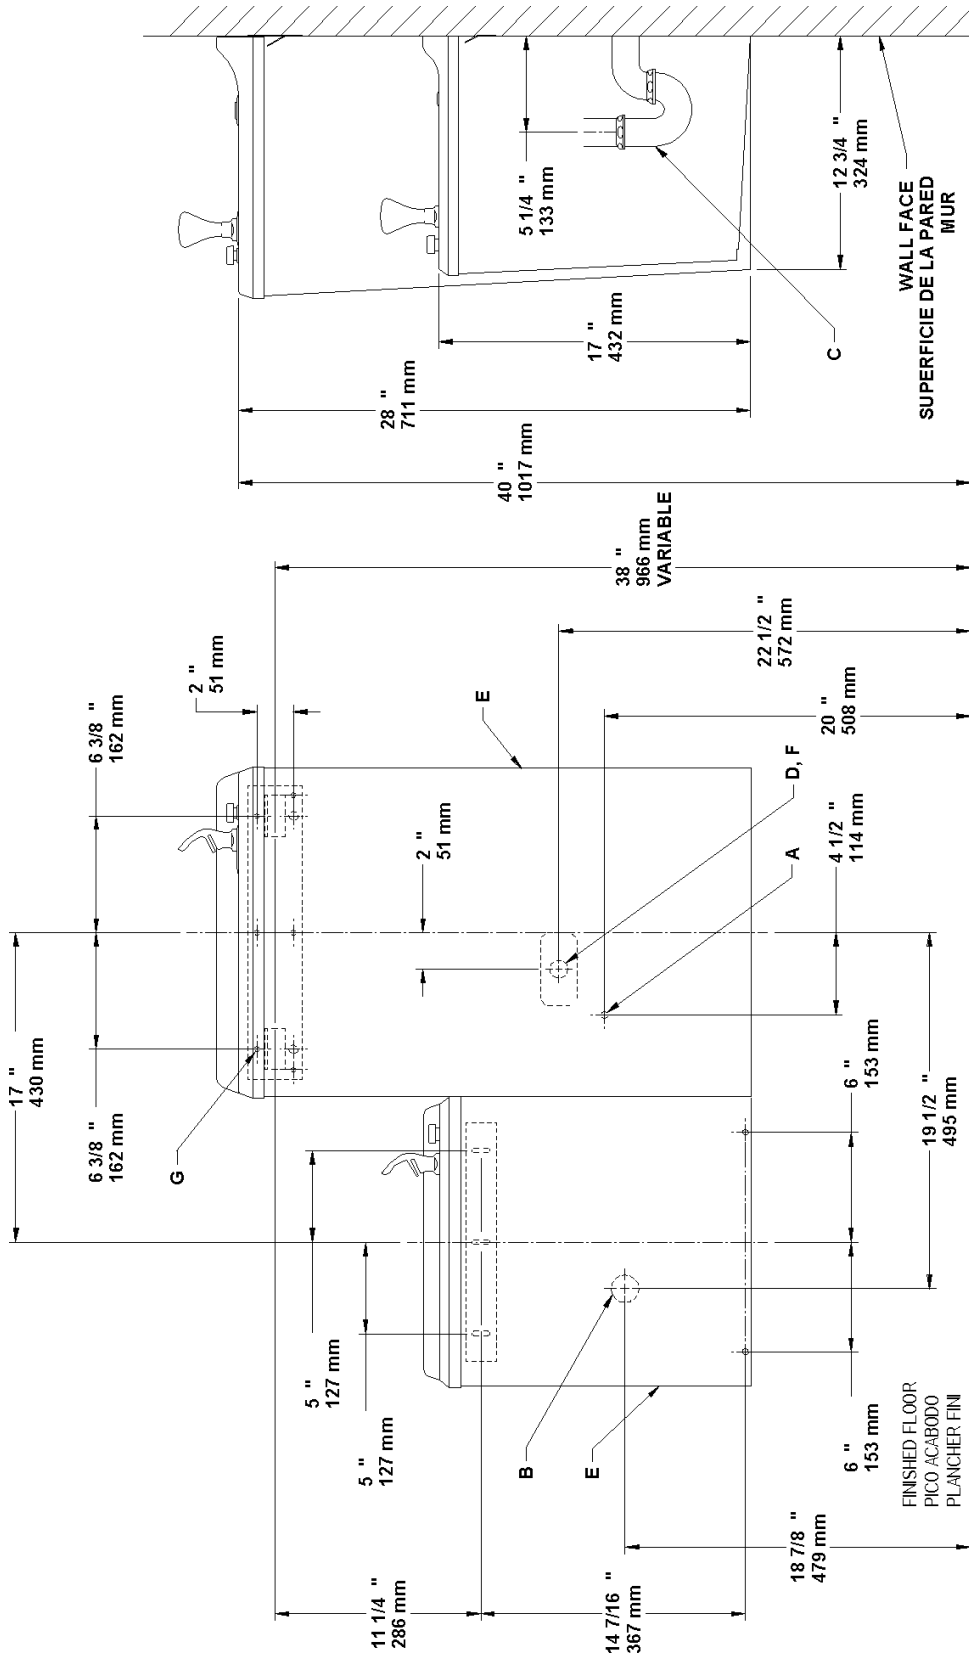 17 "
430 mm
6 3/8 "
162 mm
6 3/8 "
162 mm
2 "
51 mm
G
5 "
127 mm
5 "
127 mm
2 "
51 mm
E
11 1/4 "
286 mm
14 7/16 "
367 mm
B
E
18 7/8 "
479 mm
6 "
153 mm
6 "
153 mm
19 1/2 "
495 mm
4 1/2 "
114 mm
A
D, F
20 "
508 mm
22 1/2 "
572 mm
38 "
966 mm
VARIABLE
FINISHED FLOOR
PICO ACABODO
PLANCHER FINI
40 "
1017 mm
28 "
711 mm
17 "
432 mm
5 1/4 "
133 mm
C
12 3/4 "
324 mm
WALL FACE
SUPERFICIE DE LA PARED
MUR